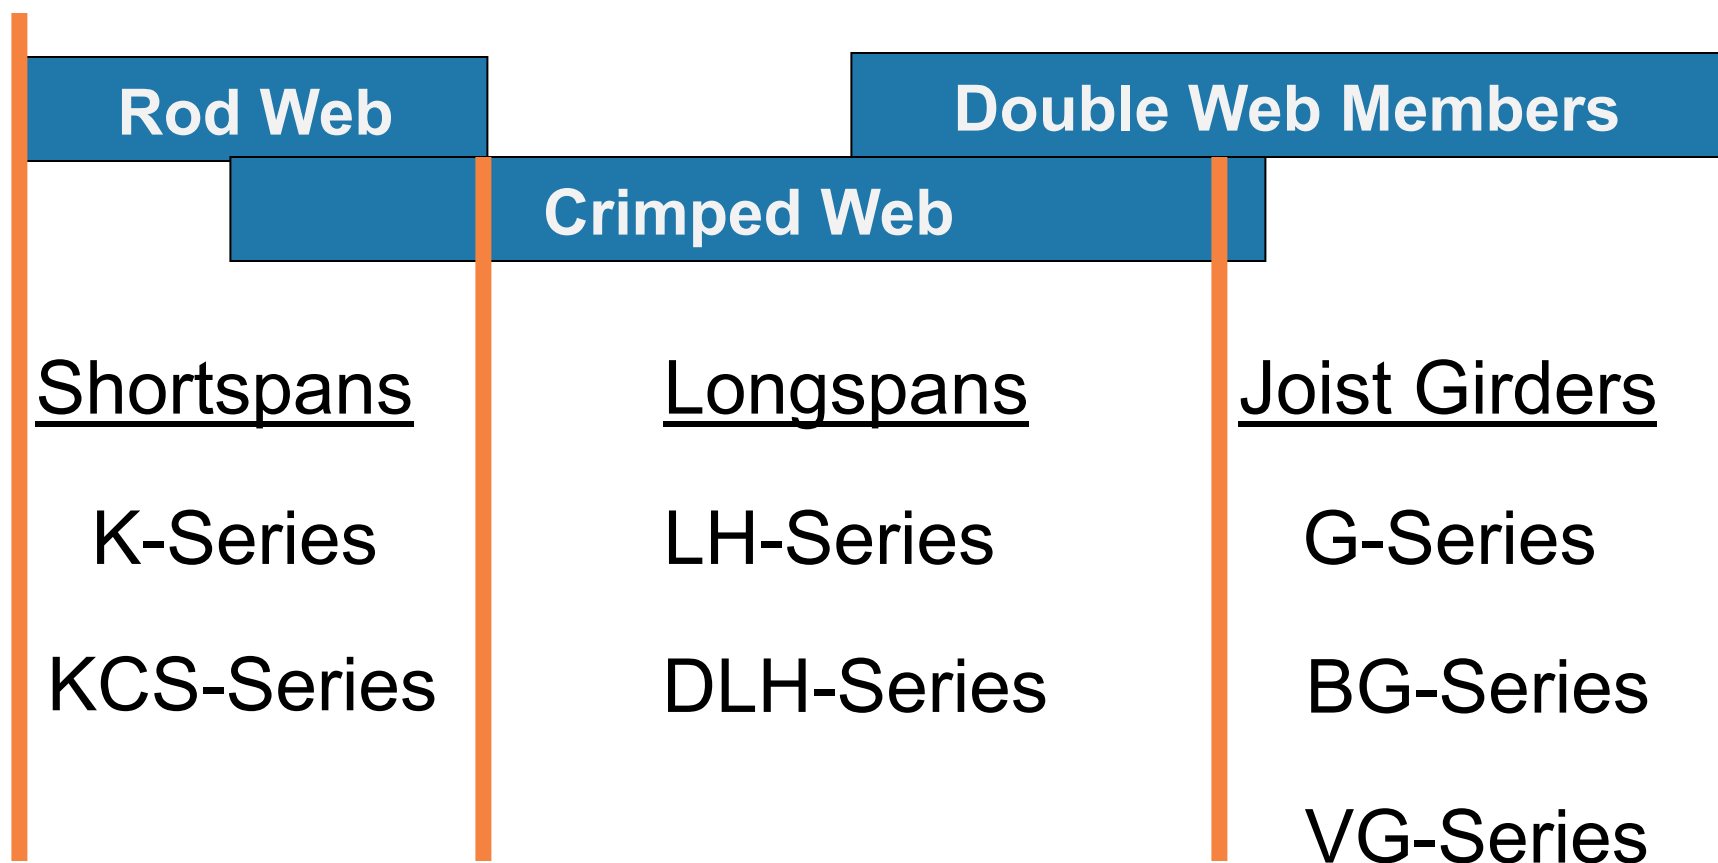 Rod Web
Double Web Members
Crimped Web
Shortspans
Longspans
Joist Girders
K-Series
LH-Series
G-Series
KCS-Series
DLH-Series
BG-Series
VG-Series